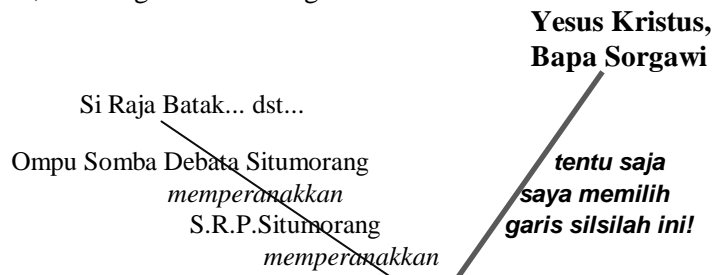 Yesus Kristus,
Bapa Sorgawi
Si Raja Batak... dst...
Ompu Somba Debata Situmorang
memperanakkan
S.R.P.Situmorang
memperanakkan
tentu saja
saya memilih
garis silsilah ini!